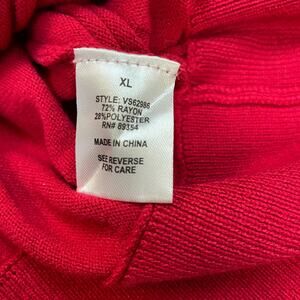 XL
STYLE: VS62986
72% RAYON
28%POLYESTER
RN# 89354
MADE IN CHINA
SEE REVERSE
FOR CARE